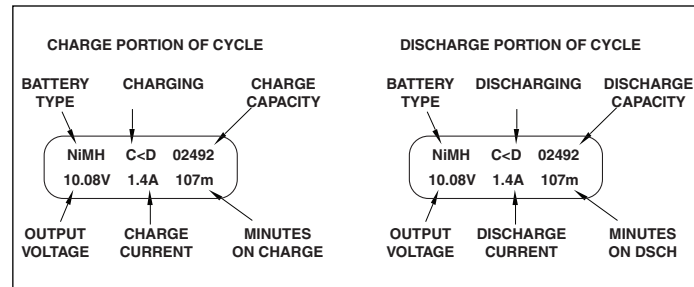 CHARGE PORTION OF CYCLE
BATTERY TYPE
CHARGING
CHARGE CAPACITY
NiMH C<D 02492
10.08V 1.4A 107m
OUTPUT VOLTAGE
CHARGE CURRENT
MINUTES ON CHARGE
DISCHARGE PORTION OF CYCLE
BATTERY TYPE
DISCHARGING
DISCHARGE CAPACITY
NiMH C<D 02492
10.08V 1.4A 107m
OUTPUT VOLTAGE
DISCHARGE CURRENT
MINUTES ON DSCH